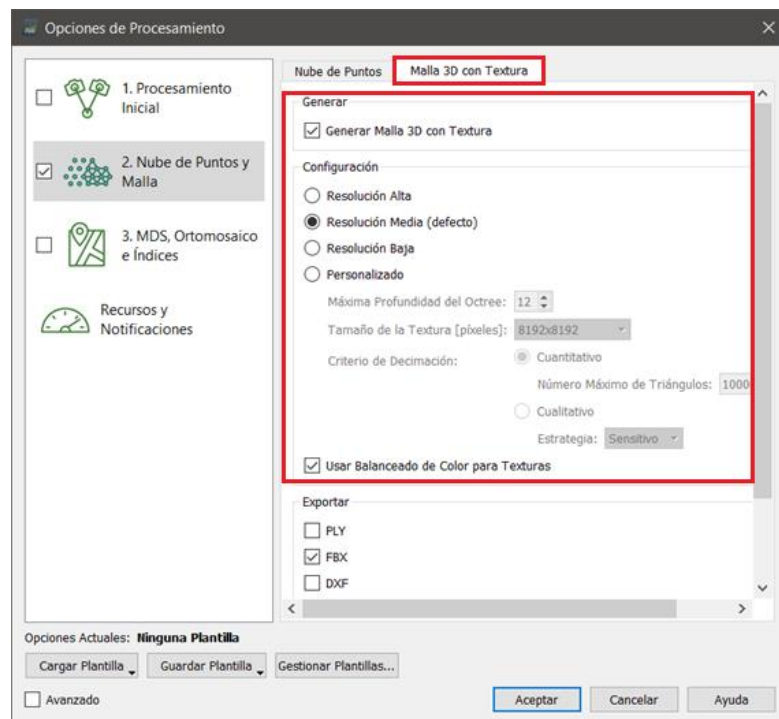 Opciones de Procesamiento
1. Procesamiento
Inicial
2. Nube de Puntos y
Malla
3. MDS, Ortomosaico
e Índices
Recursos y
Notificaciones
Nube de Puntos
Malla 3D con Textura
Generar
Generar Malla 3D con Textura
Configuración
Resolución Alta
Resolución Media (defecto)
Resolución Baja
Personalizado
Máxima Profundidad del Octree: 12
Tamaño de la Textura [píxeles]: 8192x8192
Criterio de Decimación: Cuantitativo
Número Máximo de Triángulos: 1000
Cualitativo
Estrategia: Sensitivo
Usar Balanceado de Color para Texturas
Exportar
PLY
FBX
DXF
Opciones Actuales: Ninguna Plantilla
Cargar Plantilla Guardar Plantilla Gestionar Plantillas...
Avanzado Aceptar Cancelar Ayuda